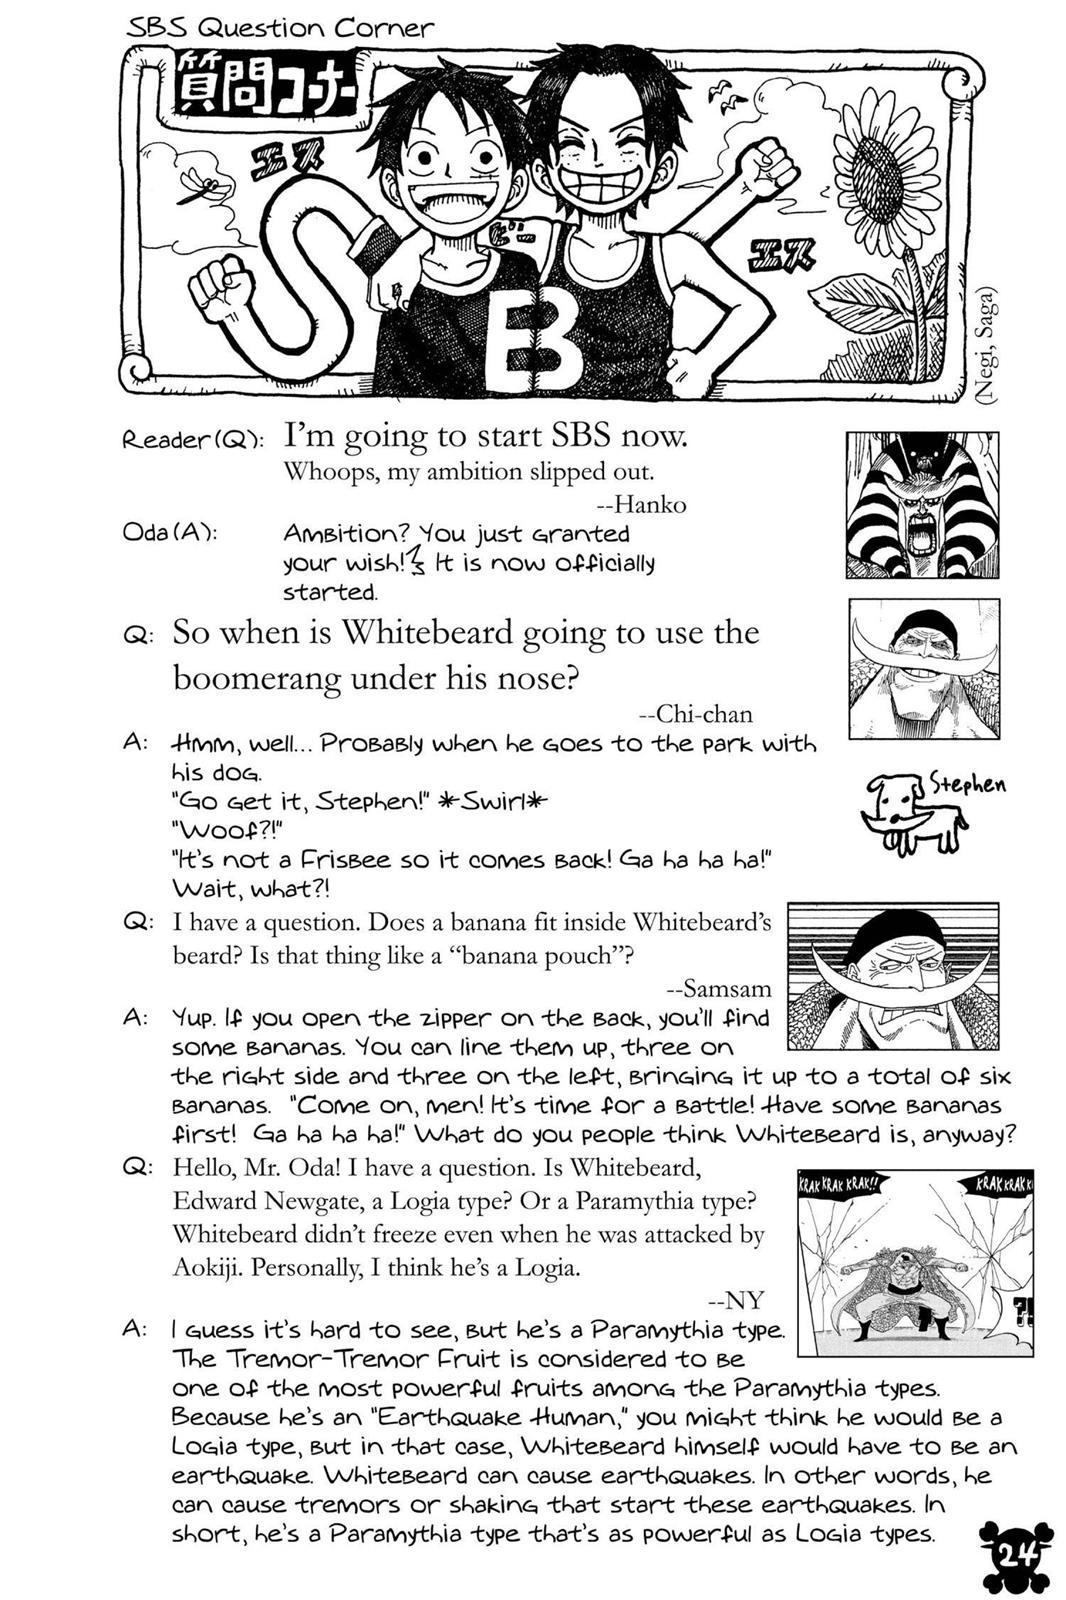 SBS Question Corner
質問コーナー
エス
ビー
エス
B
(Negi, Saga)
Reader(Q): I'm going to start SBS now.
Whoops, my ambition slipped out.
--Hanko
Oda(A): Ambition? You just granted
your wish! It is now officially
started.
Q: So when is Whitebeard going to use the
boomerang under his nose?
--Chi-chan
A: Hmm, well... Probably when he goes to the park with
his dog.
"Go get it, Stephen!" *Swirl*
"Woof?!"
"It's not a Frisbee so it comes back! Ga ha ha ha!"
Wait, what?!
Stephen
Q: I have a question. Does a banana fit inside Whitebeard's
beard? Is that thing like a "banana pouch"?
--Samsam
A: Yup. If you open the zipper on the back, you'll find
some bananas. You can line them up, three on
the right side and three on the left, bringing it up to a total of six
bananas. "Come on, men! It's time for a battle! Have some bananas
first! Ga ha ha ha!" What do you people think Whitebeard is, anyway?
Q: Hello, Mr. Oda! I have a question. Is Whitebeard,
Edward Newgate, a Logia type? Or a Paramythia type?
Whitebeard didn't freeze even when he was attacked by
Aokiji. Personally, I think he's a Logia.
--NY
KRAK KRAK KRAK!!
KRAK KRAK K
?!
A: I guess it's hard to see, but he's a Paramythia type.
The Tremor-Tremor Fruit is considered to be
one of the most powerful fruits among the Paramythia types.
Because he's an "Earthquake Human," you might think he would be a
Logia type, but in that case, Whitebeard himself would have to be an
earthquake. Whitebeard can cause earthquakes. In other words, he
can cause tremors or shaking that start these earthquakes. In
short, he's a Paramythia type that's as powerful as Logia types.
24